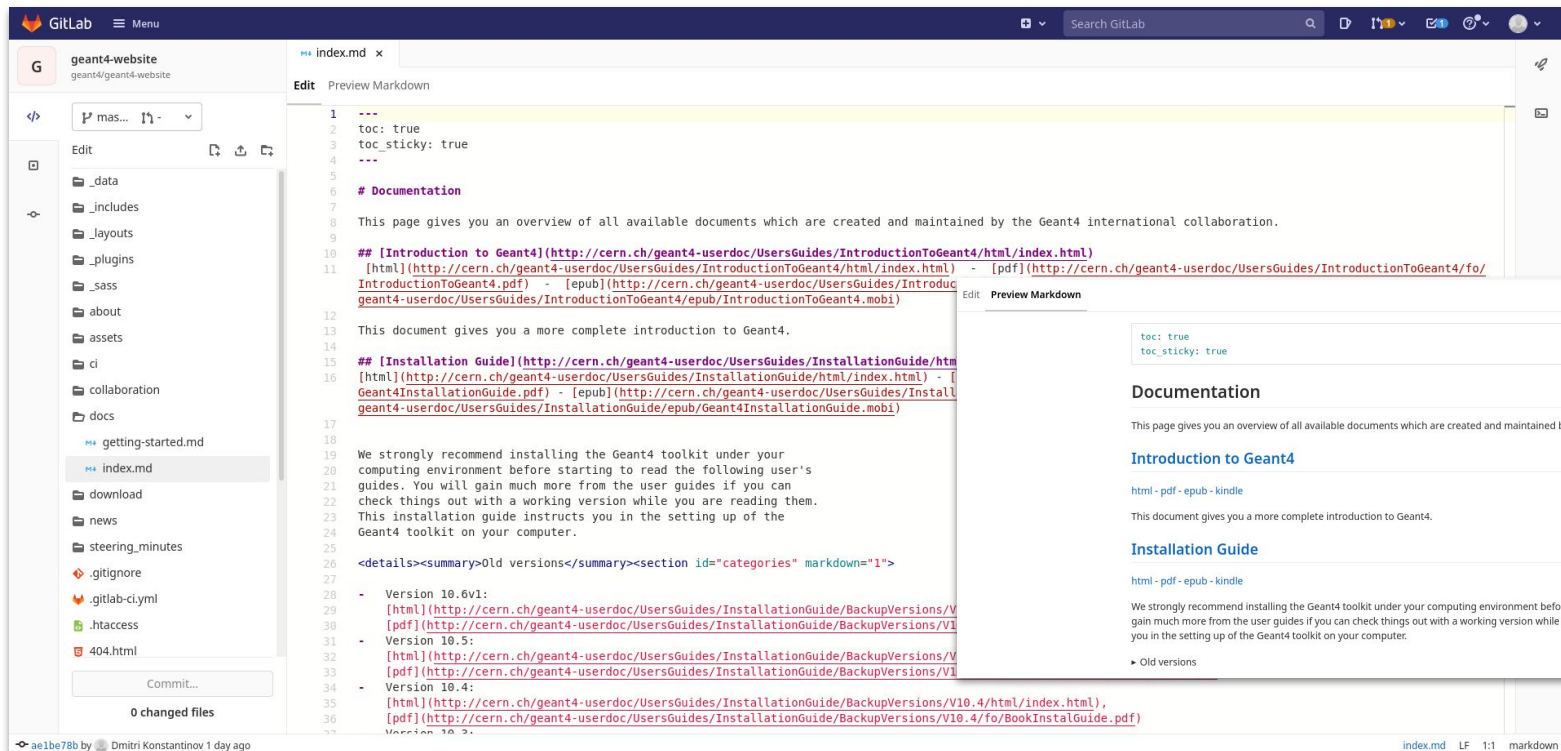 GitLab Menu
Search GitLab
1
1
G
geant4-website
geant4/geant4-website
mas... -
Edit
_data
_includes
_layouts
_plugins
_sass
about
assets
ci
collaboration
docs
getting-started.md
index.md
download
news
steering_minutes
.gitignore
.gitlab-ci.yml
.htaccess
404.html
Commit...
0 changed files
index.md ×
Edit Preview Markdown
1 ---
2 toc: true
3 toc_sticky: true
4 ---
5
6 # Documentation
7
8 This page gives you an overview of all available documents which are created and maintained by the Geant4 international collaboration.
9
10 ## [Introduction to Geant4](http://cern.ch/geant4-userdoc/UsersGuides/IntroductionToGeant4/html/index.html)
11 [html](http://cern.ch/geant4-userdoc/UsersGuides/IntroductionToGeant4/html/index.html) - [pdf](http://cern.ch/geant4-userdoc/UsersGuides/IntroductionToGeant4/fo/
IntroductionToGeant4.pdf) - [epub](http://cern.ch/geant4-userdoc/UsersGuides/Introduc
geant4-userdoc/UsersGuides/IntroductionToGeant4/epub/IntroductionToGeant4.mobi)
12
13 This document gives you a more complete introduction to Geant4.
14
15 ## [Installation Guide](http://cern.ch/geant4-userdoc/UsersGuides/InstallationGuide/htm
16 [html](http://cern.ch/geant4-userdoc/UsersGuides/InstallationGuide/html/index.html) - [
Geant4InstallationGuide.pdf) - [epub](http://cern.ch/geant4-userdoc/UsersGuides/Install
geant4-userdoc/UsersGuides/InstallationGuide/epub/Geant4InstallationGuide.mobi)
17
18
19 We strongly recommend installing the Geant4 toolkit under your
20 computing environment before starting to read the following user's
21 guides. You will gain much more from the user guides if you can
22 check things out with a working version while you are reading them.
23 This installation guide instructs you in the setting up of the
24 Geant4 toolkit on your computer.
25
26 <details><summary>Old versions</summary><section id="categories" markdown="1">
27
28 - Version 10.6v1:
29 [html](http://cern.ch/geant4-userdoc/UsersGuides/InstallationGuide/BackupVersions/V
30 [pdf](http://cern.ch/geant4-userdoc/UsersGuides/InstallationGuide/BackupVersions/V1
31 - Version 10.5:
32 [html](http://cern.ch/geant4-userdoc/UsersGuides/InstallationGuide/BackupVersions/V
33 [pdf](http://cern.ch/geant4-userdoc/UsersGuides/InstallationGuide/BackupVersions/V1
34 - Version 10.4:
35 [html](http://cern.ch/geant4-userdoc/UsersGuides/InstallationGuide/BackupVersions/V10.4/html/index.html),
36 [pdf](http://cern.ch/geant4-userdoc/UsersGuides/InstallationGuide/BackupVersions/V10.4/fo/BookInstalGuide.pdf)
Edit Preview Markdown
toc: true
toc_sticky: true
Documentation
This page gives you an overview of all available documents which are created and maintained b
Introduction to Geant4
html - pdf - epub - kindle
This document gives you a more complete introduction to Geant4.
Installation Guide
html - pdf - epub - kindle
We strongly recommend installing the Geant4 toolkit under your computing environment befo
gain much more from the user guides if you can check things out with a working version while
you in the setting up of the Geant4 toolkit on your computer.
Old versions
ae1be78b by Dmitri Konstantinov 1 day ago
index.md LF 1:1 markdown